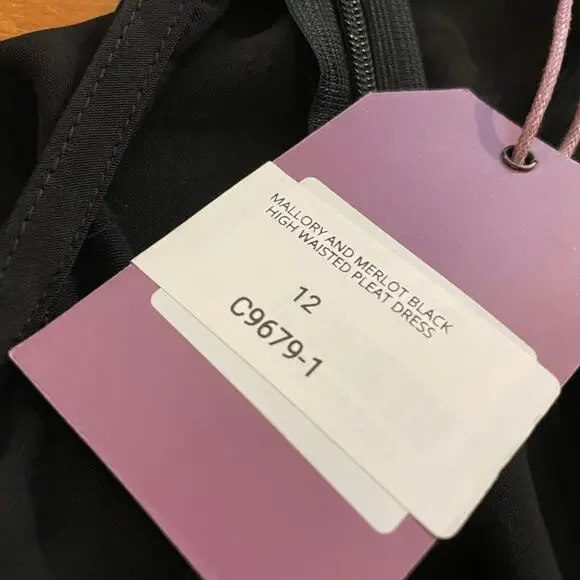 MALLORY AND MERLOT BLACK
HIGH WAISTED PLEAT DRESS
12
C9679-1